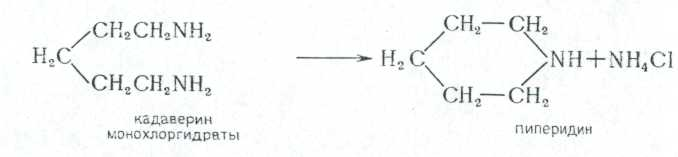 CH₂CH₂NH₂
H₂C
CH₂CH₂NH₂
CH₂—CH₂
H₂C
NH+NH₄Cl
CH₂—CH₂
кадаверин
монохлоргидраты
пиперидин